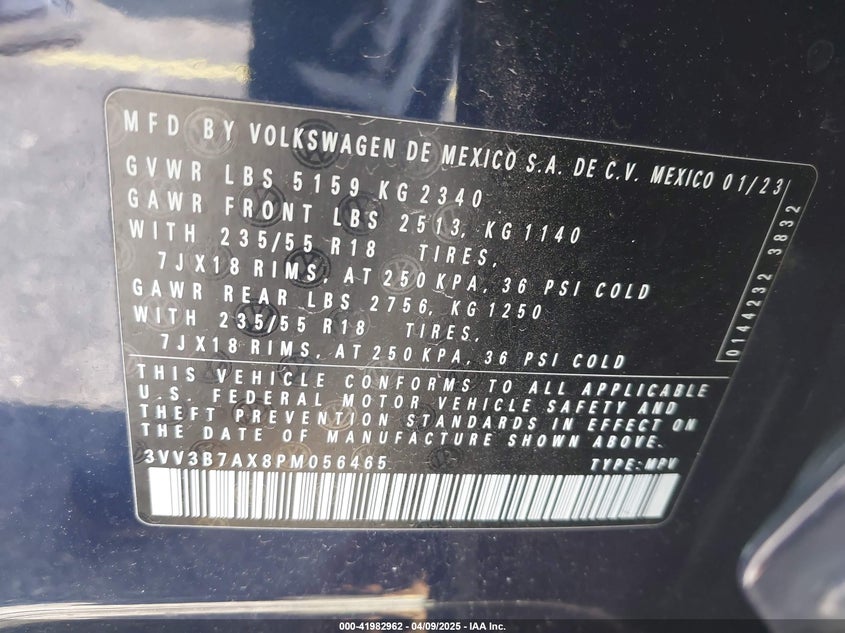 MFD BY VOLKSWAGEN DE MEXICO S.A. DE C.V. MEXICO 01/23
GVWR LBS 5159 KG 2340
GAWR FRONT LBS 2513, KG 1140
WITH 235/55 R18 TIRES,
7JX18 RIMS, AT 250 KPA, 36 PSI COLD
GAWR REAR LBS 2756, KG 1250
WITH 235/55 R18 TIRES,
7JX18 RIMS, AT 250 KPA, 36 PSI COLD
0144232 3832
THIS VEHICLE CONFORMS TO ALL APPLICABLE
U.S. FEDERAL MOTOR VEHICLE SAFETY AND
THEFT PREVENTION STANDARDS IN EFFECT ON
THE DATE OF MANUFACTURE SHOWN ABOVE.
3VV3B7AX8PM056465 TYPE: MPV
000-41982962 - 04/09/2025 - IAA Inc.